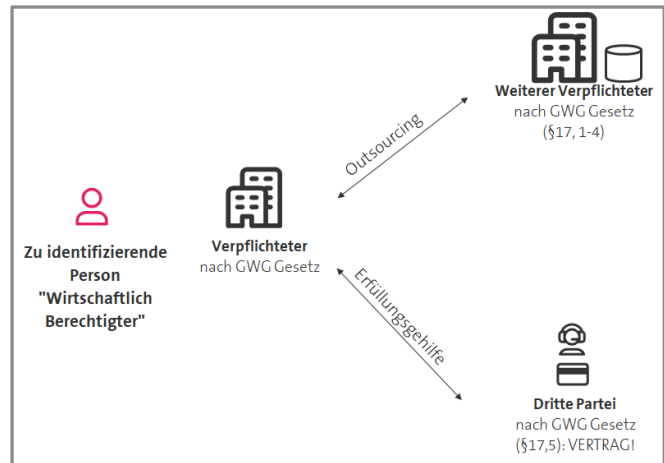 Weiterer Verpflichteter
nach GWG Gesetz
(§17, 1-4)
Outsourcing
Zu identifizierende
Person
"Wirtschaftlich
Berechtigter"
Verpflichteter
nach GWG Gesetz
Erfüllungsgehilfe
Dritte Partei
nach GWG Gesetz
(§17,5): VERTRAG!